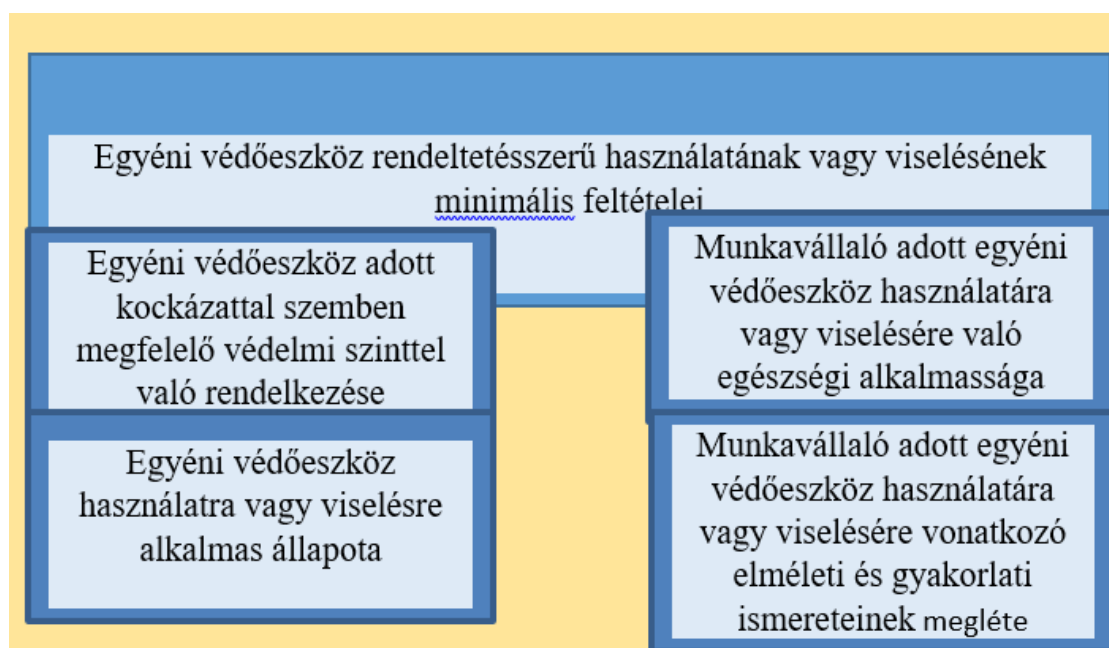 Egyéni védőeszköz rendeltetésszerű használatának vagy viselésének
minimális feltételei
Egyéni védőeszköz adott
kockázattal szemben
megfelelő védelmi szinttel
való rendelkezése
Munkavállaló adott egyéni
védőeszköz használatára
vagy viselésére való
egészségi alkalmassága
Egyéni védőeszköz
használatra vagy viselésre
alkalmas állapota
Munkavállaló adott egyéni
védőeszköz használatára
vagy viselésére vonatkozó
elméleti és gyakorlati
ismereteinek megléte